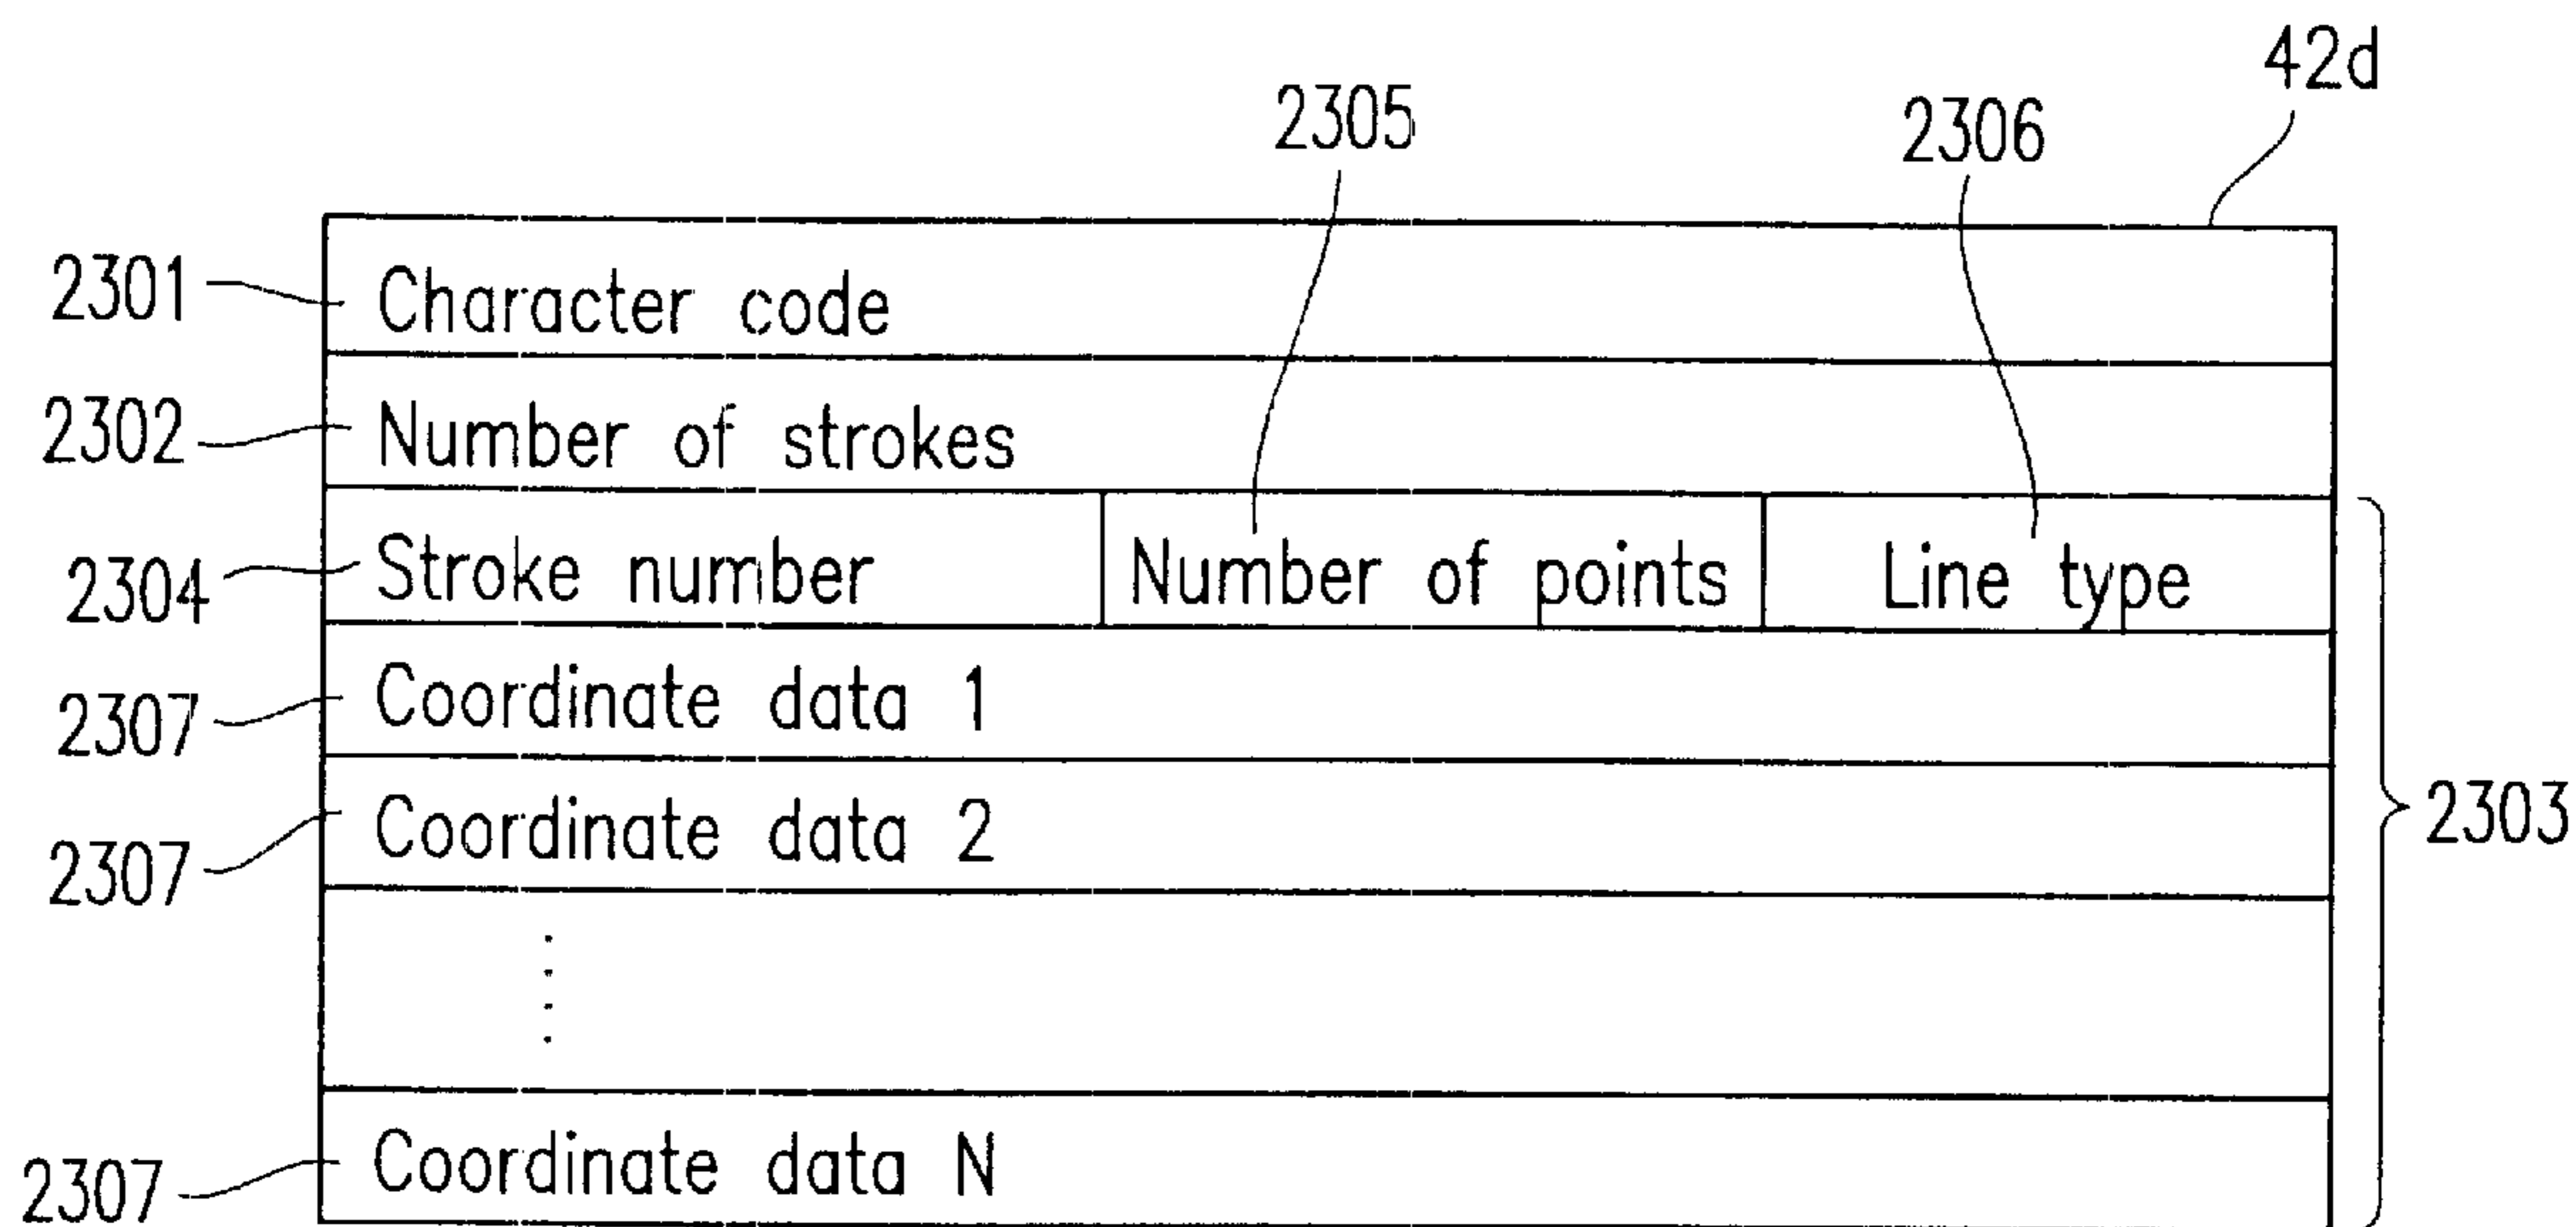 42d
2305 2306
2301 Character code
2302 Number of strokes
2304 Stroke number Number of points Line type
2307 Coordinate data 1
2307 Coordinate data 2
2303
2307 Coordinate data N